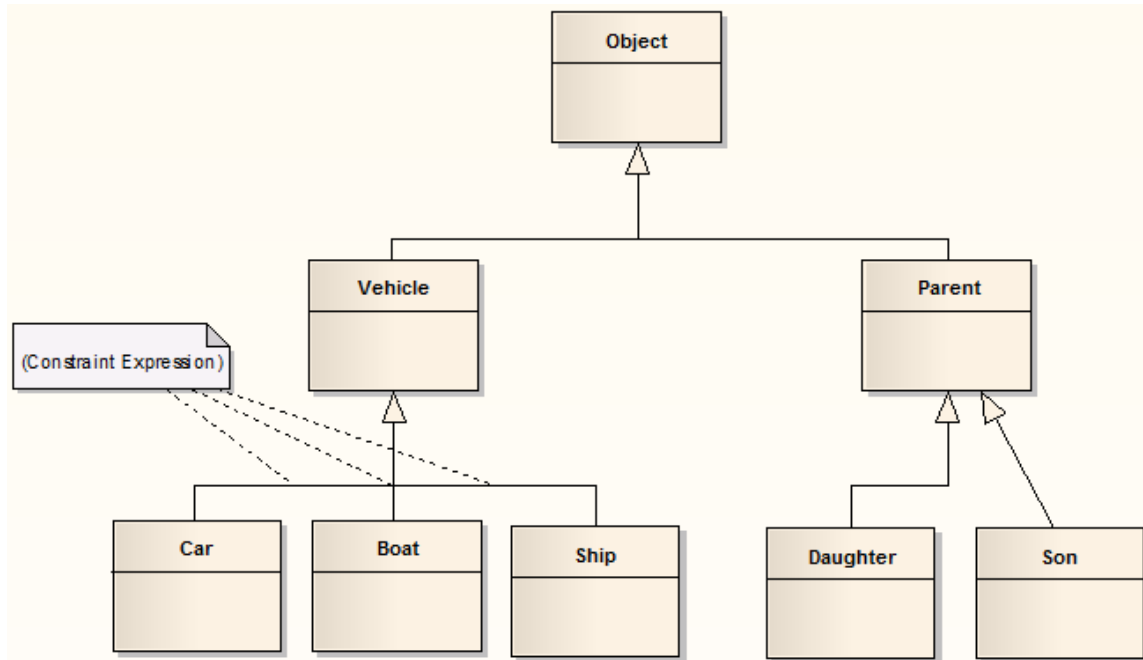 Object
Vehicle
Parent
(Constraint Expression)
Car
Boat
Ship
Daughter
Son